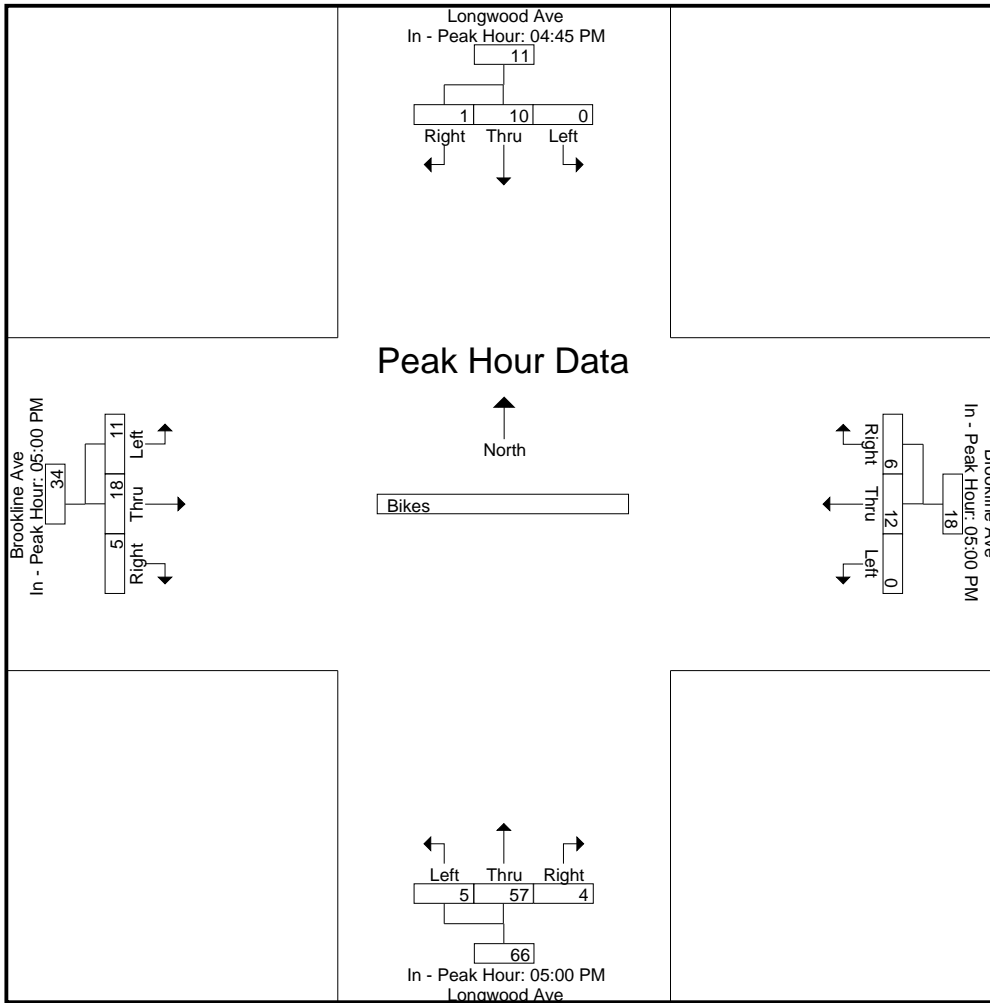 Longwood Ave
In - Peak Hour: 04:45 PM
11
1 10 0
Right Thru Left
Peak Hour Data
North
Bikes
Brookline Ave
In - Peak Hour: 05:00 PM
34
11 18 5
Left Thru Right
Brookline Ave
In - Peak Hour: 05:00 PM
18
6 12 0
Right Thru Left
Left Thru Right
5 57 4
66
In - Peak Hour: 05:00 PM
Longwood Ave